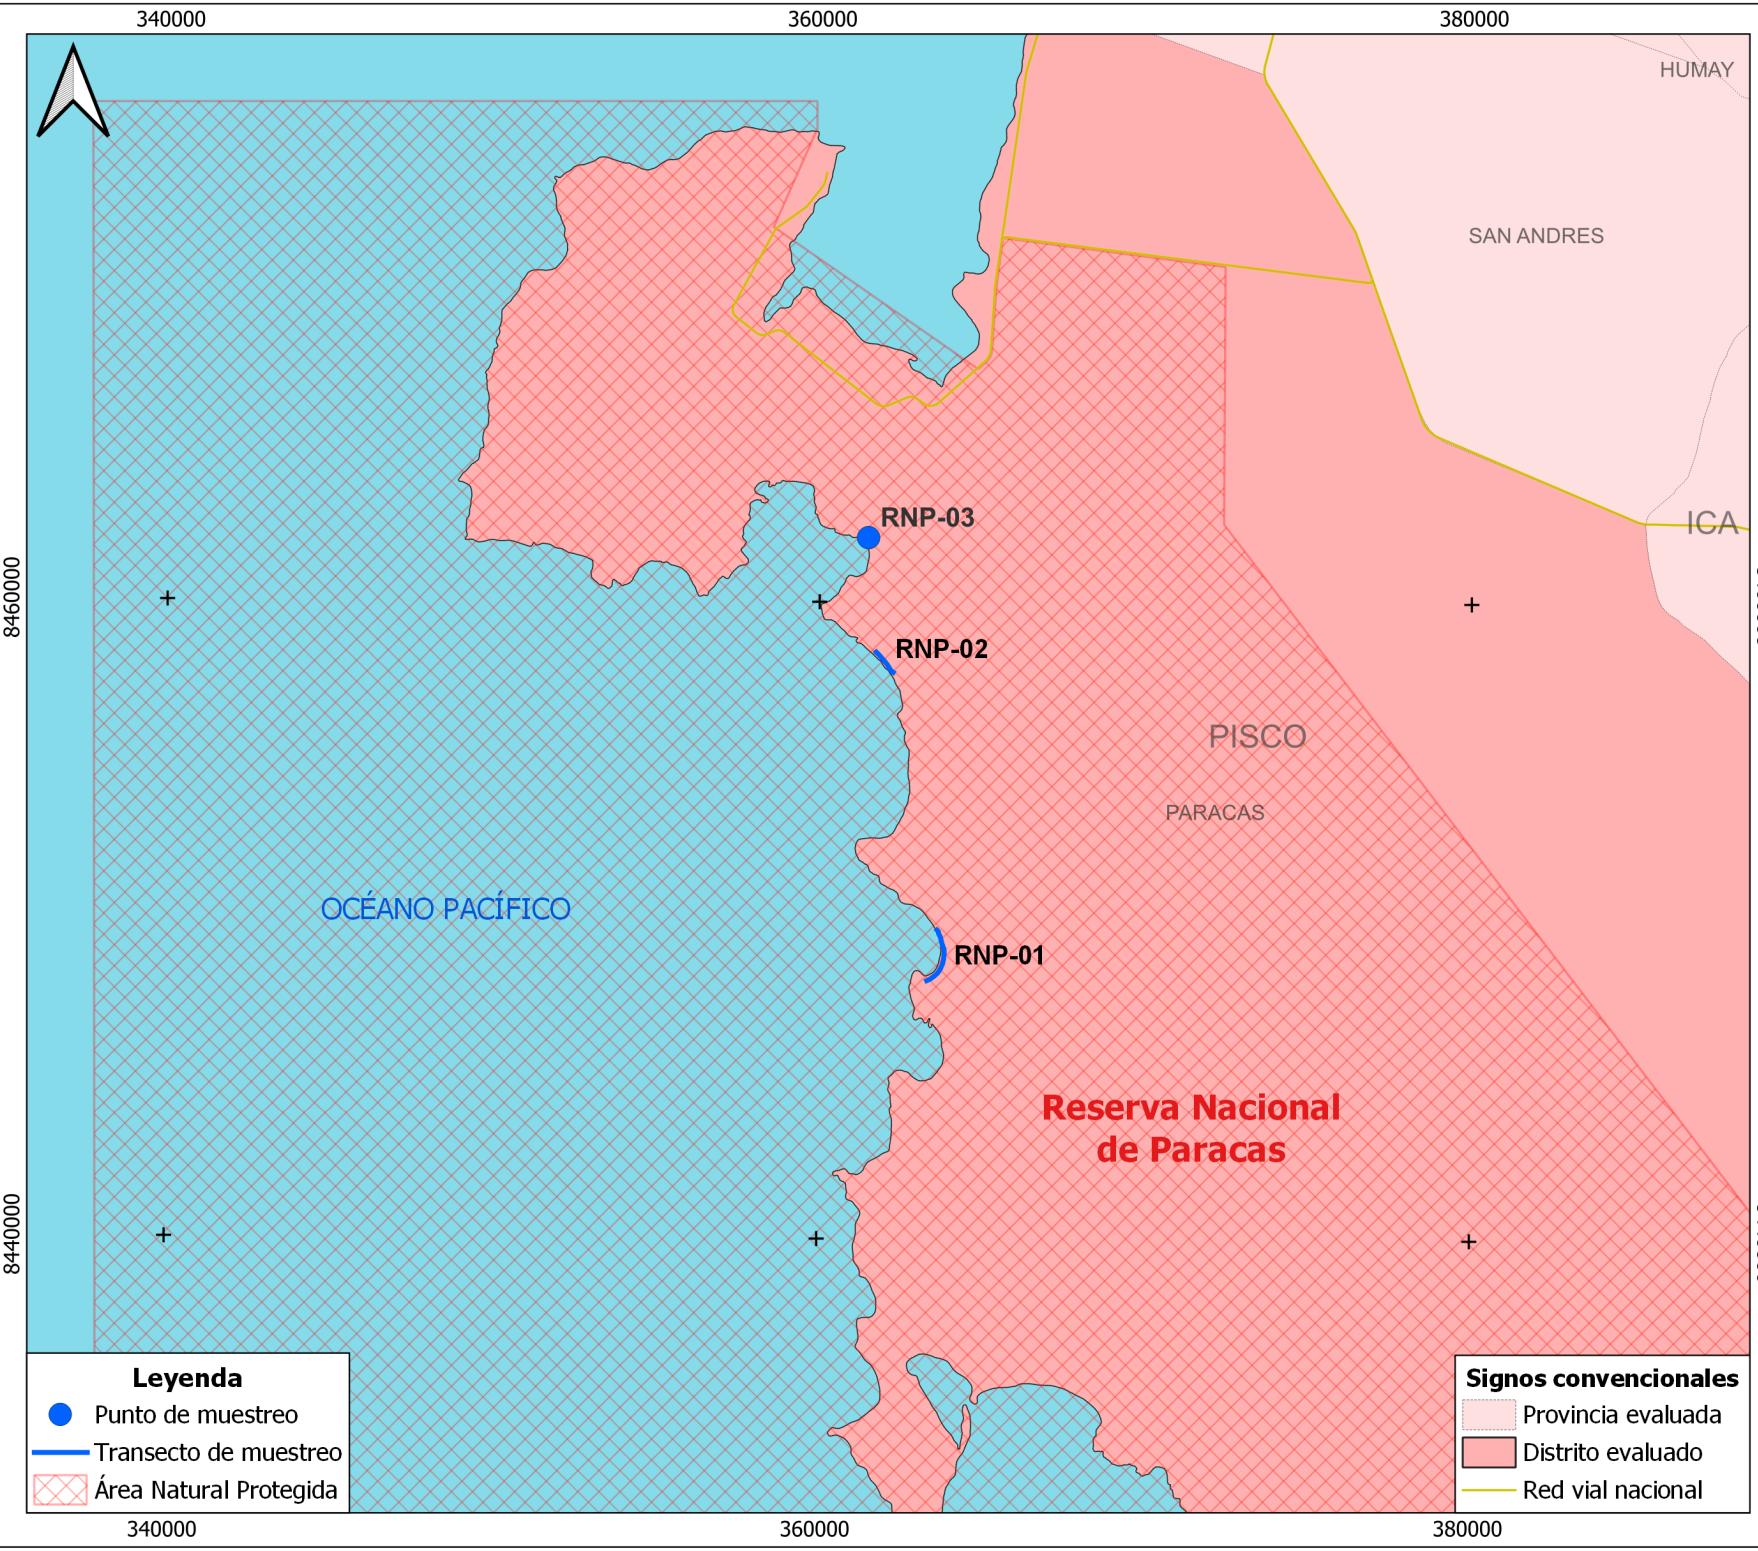 340000
360000
380000
HUMAY
SAN ANDRES
ICA
RNP-03
8460000
RNP-02
PISCO
PARACAS
OCÉANO PACÍFICO
RNP-01
Reserva Nacional
de Paracas
8440000
Leyenda
Punto de muestreo
Transecto de muestreo
Área Natural Protegida
Signos convencionales
Provincia evaluada
Distrito evaluado
Red vial nacional
340000
360000
380000